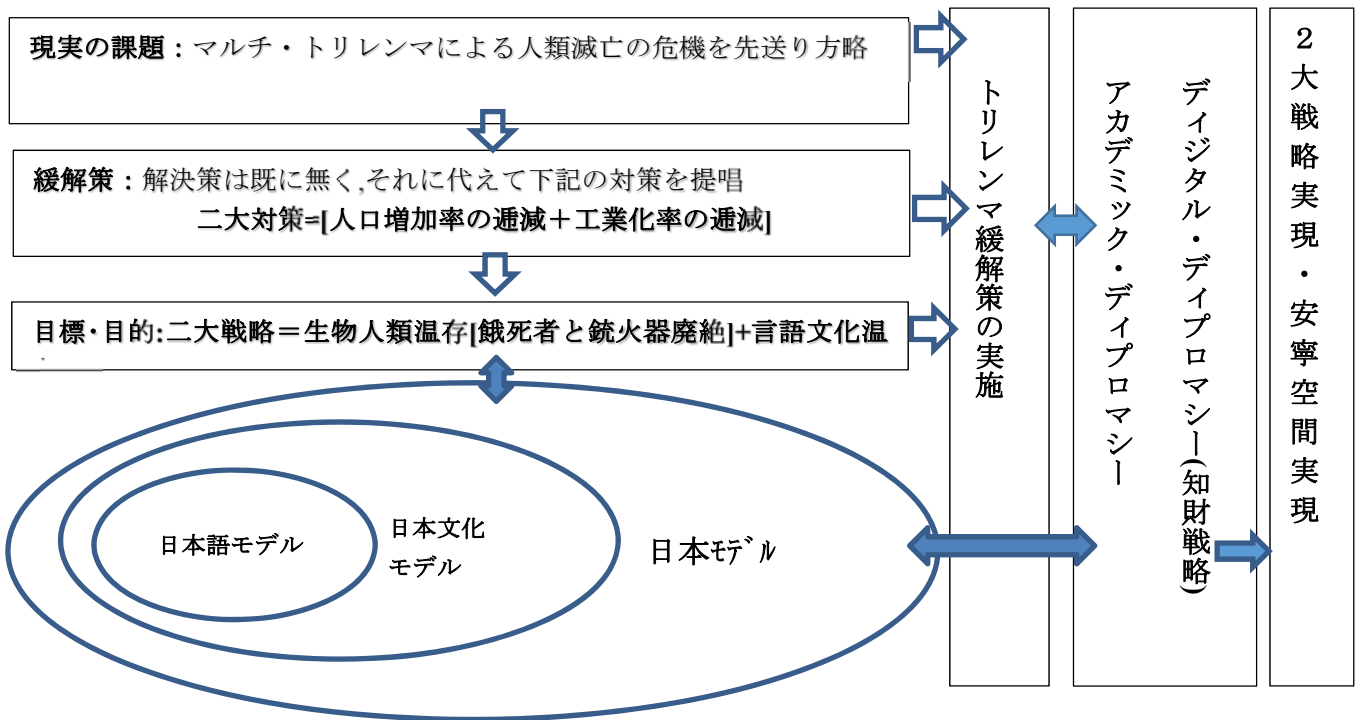 現実の課題：マルチ・トリレンマによる人類滅亡の危機を先送り方略
緩解策：解決策は既に無く,それに代えて下記の対策を提唱
二大対策=[人口増加率の逓減＋工業化率の逓減]
目標･目的:二大戦略＝生物人類温存[餓死者と銃火器廃絶]+言語文化温
日本語モデル
日本文化
モデル
日本ﾓﾃﾞﾙ
トリレンマ緩解策の実施
ディジタル・ディプロマシー(知財戦略)
アカデミック・ディプロマシー
２大戦略実現・安寧空間実現